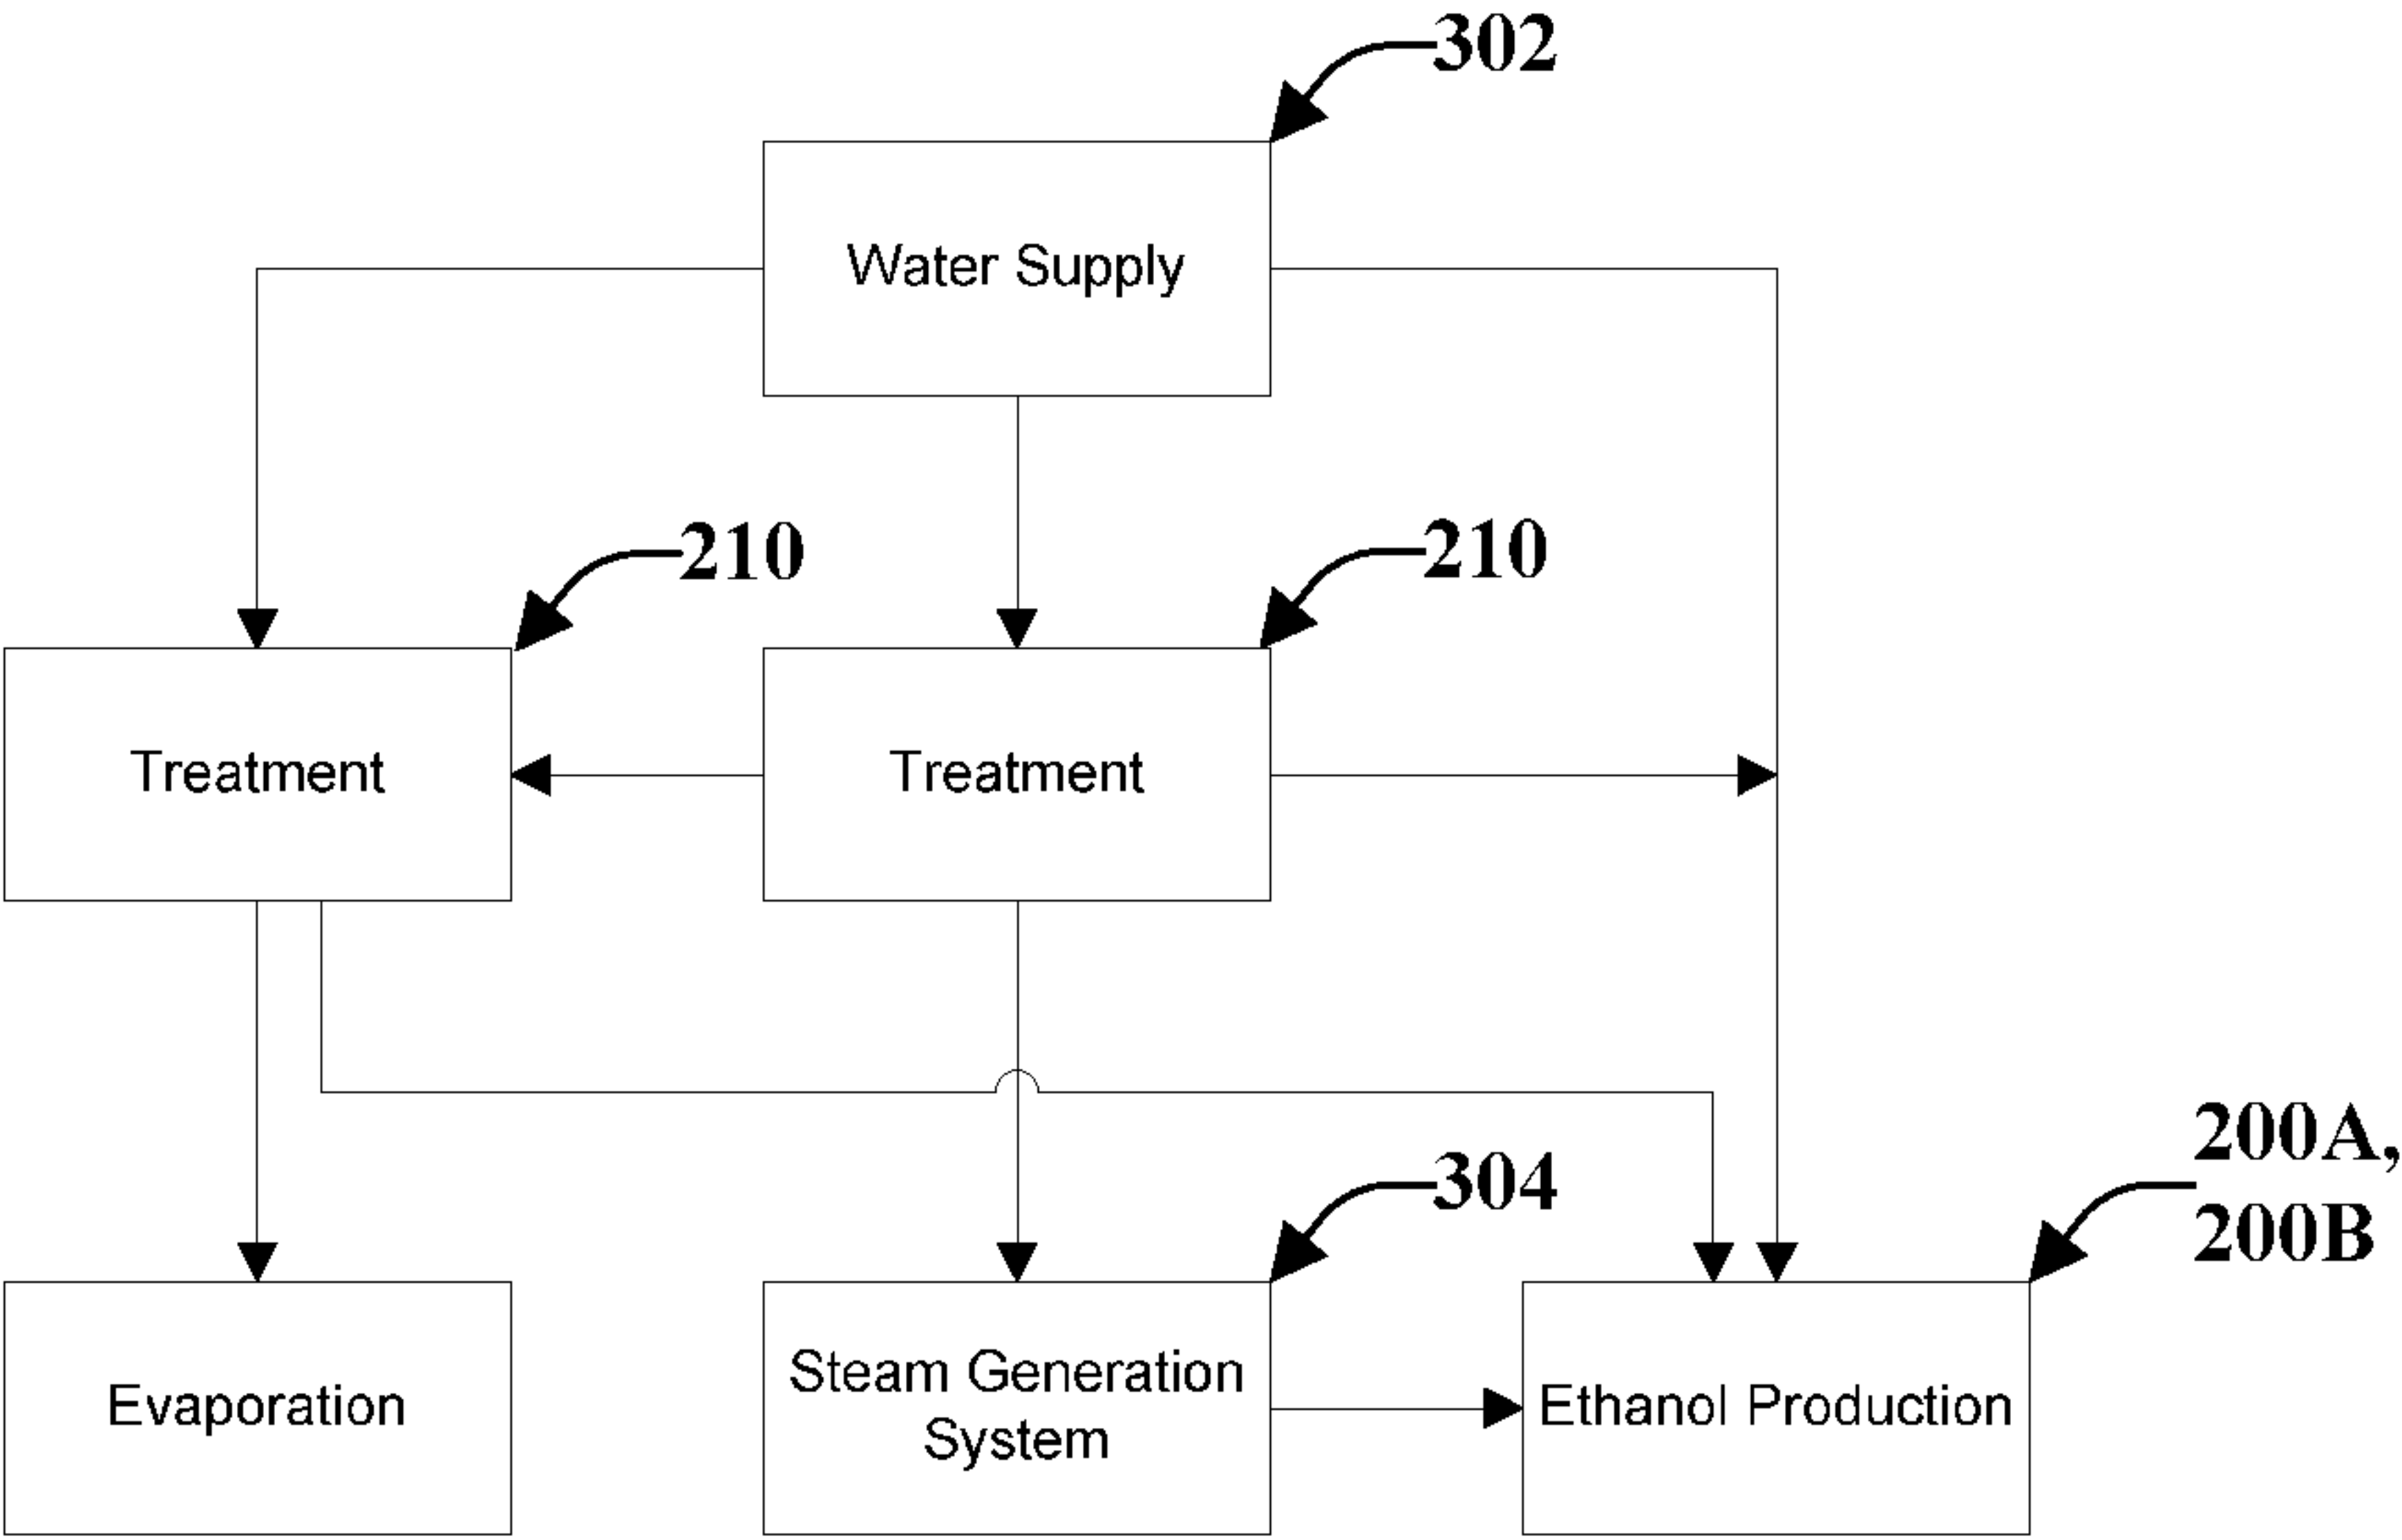 302
Water Supply
210
210
Treatment
Treatment
200A,
304
200B
Evaporation
Steam Generation
System
Ethanol Production